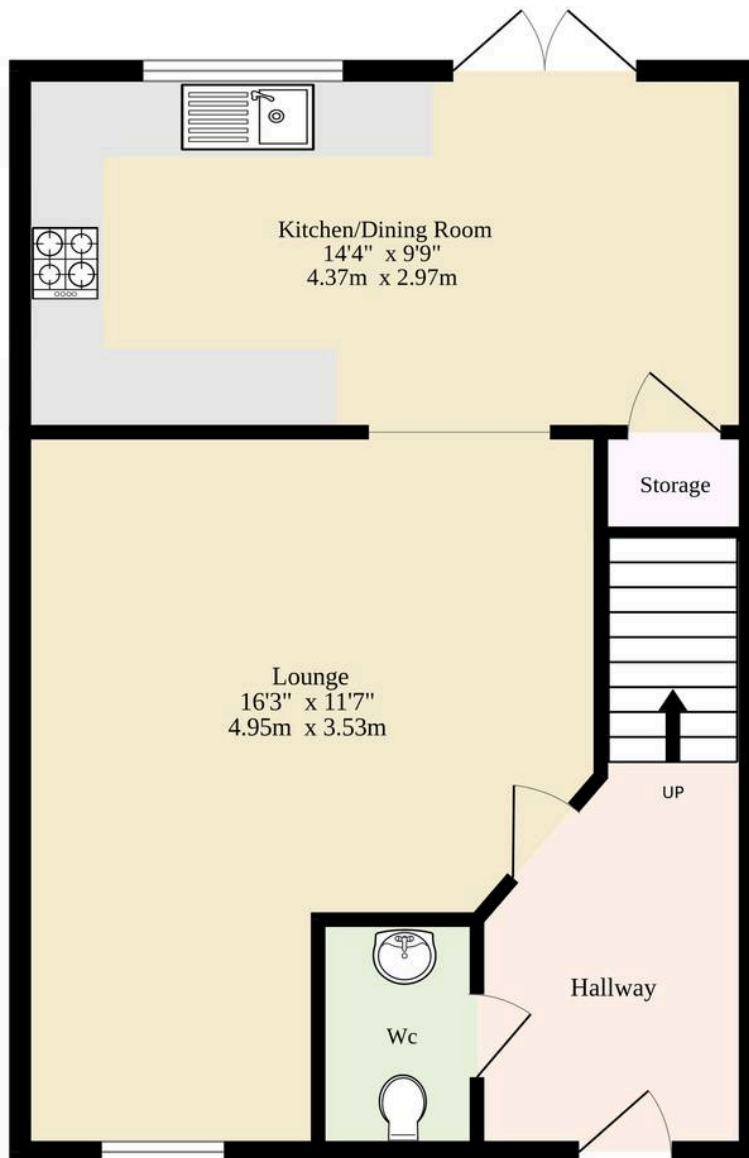 Kitchen/Dining Room
14'4" x 9'9"
4.37m x 2.97m
Storage
Lounge
16'3" x 11'7"
4.95m x 3.53m
UP
Hallway
Wc